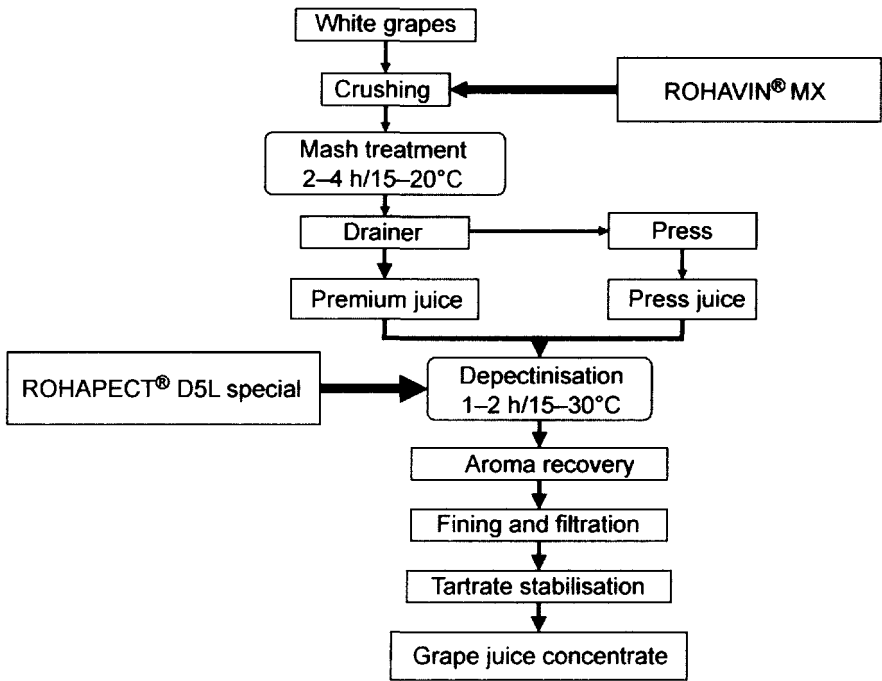 White grapes
Crushing
ROHAVIN® MX
Mash treatment
2–4 h/15–20°C
Drainer
Press
Premium juice
Press juice
ROHAPECT® D5L special
Depectinisation
1–2 h/15–30°C
Aroma recovery
Fining and filtration
Tartrate stabilisation
Grape juice concentrate